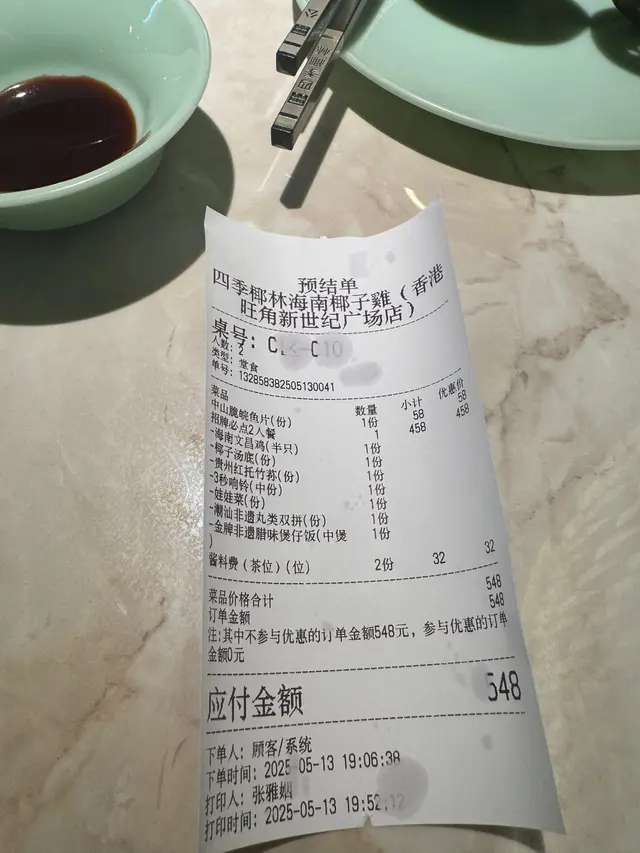 公
四季椰林
预结单
四季椰林海南椰子雞（香港
旺角新世纪广场店）
桌号: C10
人数: 2
类型: 堂食
单号: 132858382505130041
菜品 数量 小计 优惠价
中山脆皖鱼片(份) 1份 58 58
招牌必点2人餐 1 458 458
-海南文昌鸡(半只) 1份
-椰子汤底(份) 1份
-贵州红托竹荪(份) 1份
-3秒响铃(中份) 1份
-娃娃菜(份) 1份
-潮汕非遗丸类双拼(份) 1份
-金牌非遗腊味煲仔饭(中煲 1份
)
酱料费(茶位)(位) 2份 32 32
菜品价格合计 548
订单金额 548
注:其中不参与优惠的订单金额548元，参与优惠的订单
金额0元
应付金额 548
下单人: 顾客/系统
下单时间: 2025-05-13 19:06:38
打印人: 张雅姻
打印时间: 2025-05-13 19:52:12